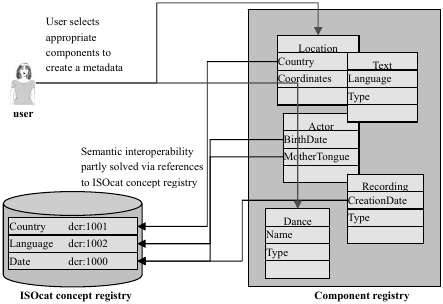 User selects
appropriate
components to
create a metadata
user
Location
Country
Coordinates
Text
Language
Type
Actor
BirthDate
MotherTongue
Semantic interoperability
partly solved via references
to ISOcat concept registry
Recording
CreationDate
Type
Dance
Name
Type
Country dcr:1001
Language dcr:1002
Date dcr:1000
ISOcat concept registry
Component registry